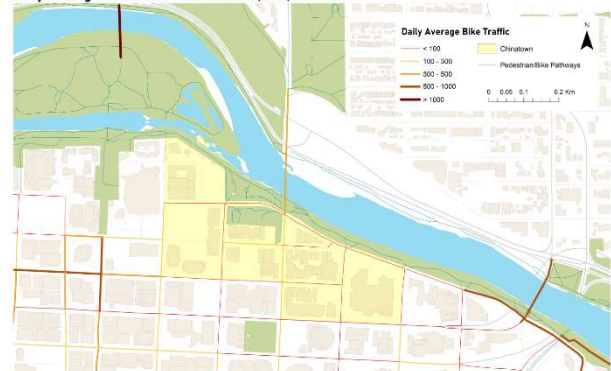 Daily Average Bike Traffic
N
< 100
Chinatown
100 - 300
Pedestrian/Bike Pathways
300 - 500
500 - 1000
0 0.05 0.1 0.2 Km
> 1000